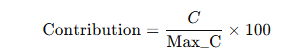 Contribution = C / Max_C × 100